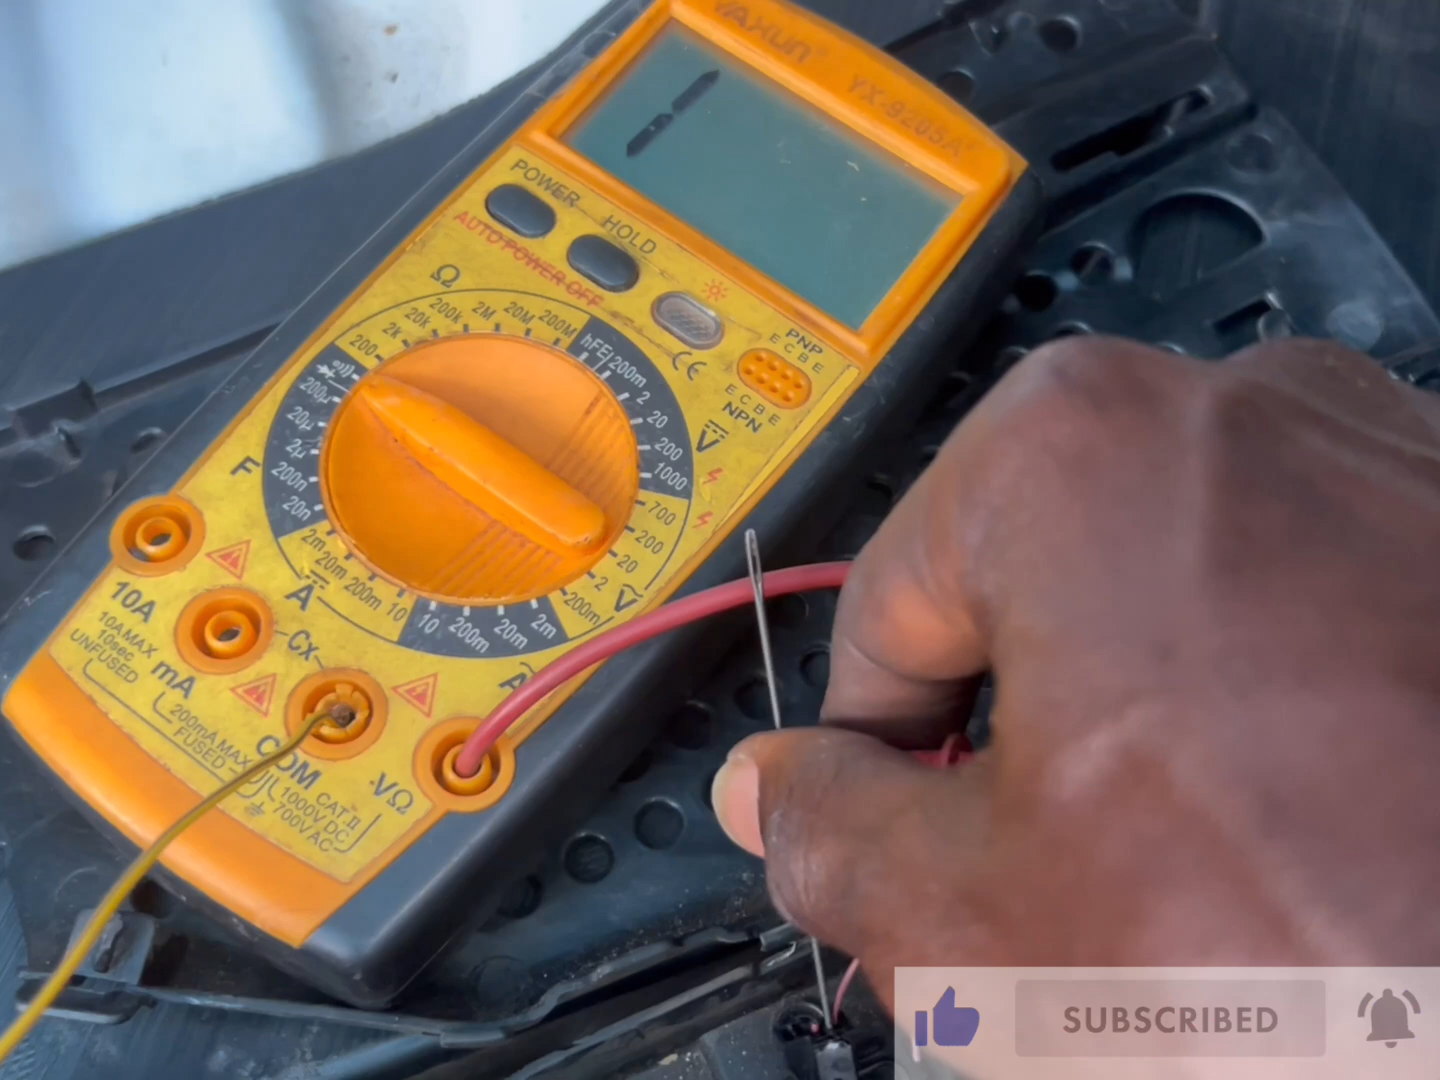 YAXUN
YX-9205A+
1
POWER
HOLD
AUTO POWER OFF
PNP
E C B E
E C B E
NPN
Ω
200
2k
20k
200k
2M
20M
200M
hFE
200m
2
20
200
1000
V
700
200
20
2
200m
V
2m
20m
200m
10
A
10
200m
20m
2m
A
F
200μ
20μ
2μ
200n
20n
10A
10A MAX
10sec
UNFUSED
mA
200mA MAX
FUSED
Cx
COM
VΩ
CAT.II
1000V DC
700V AC
SUBSCRIBED